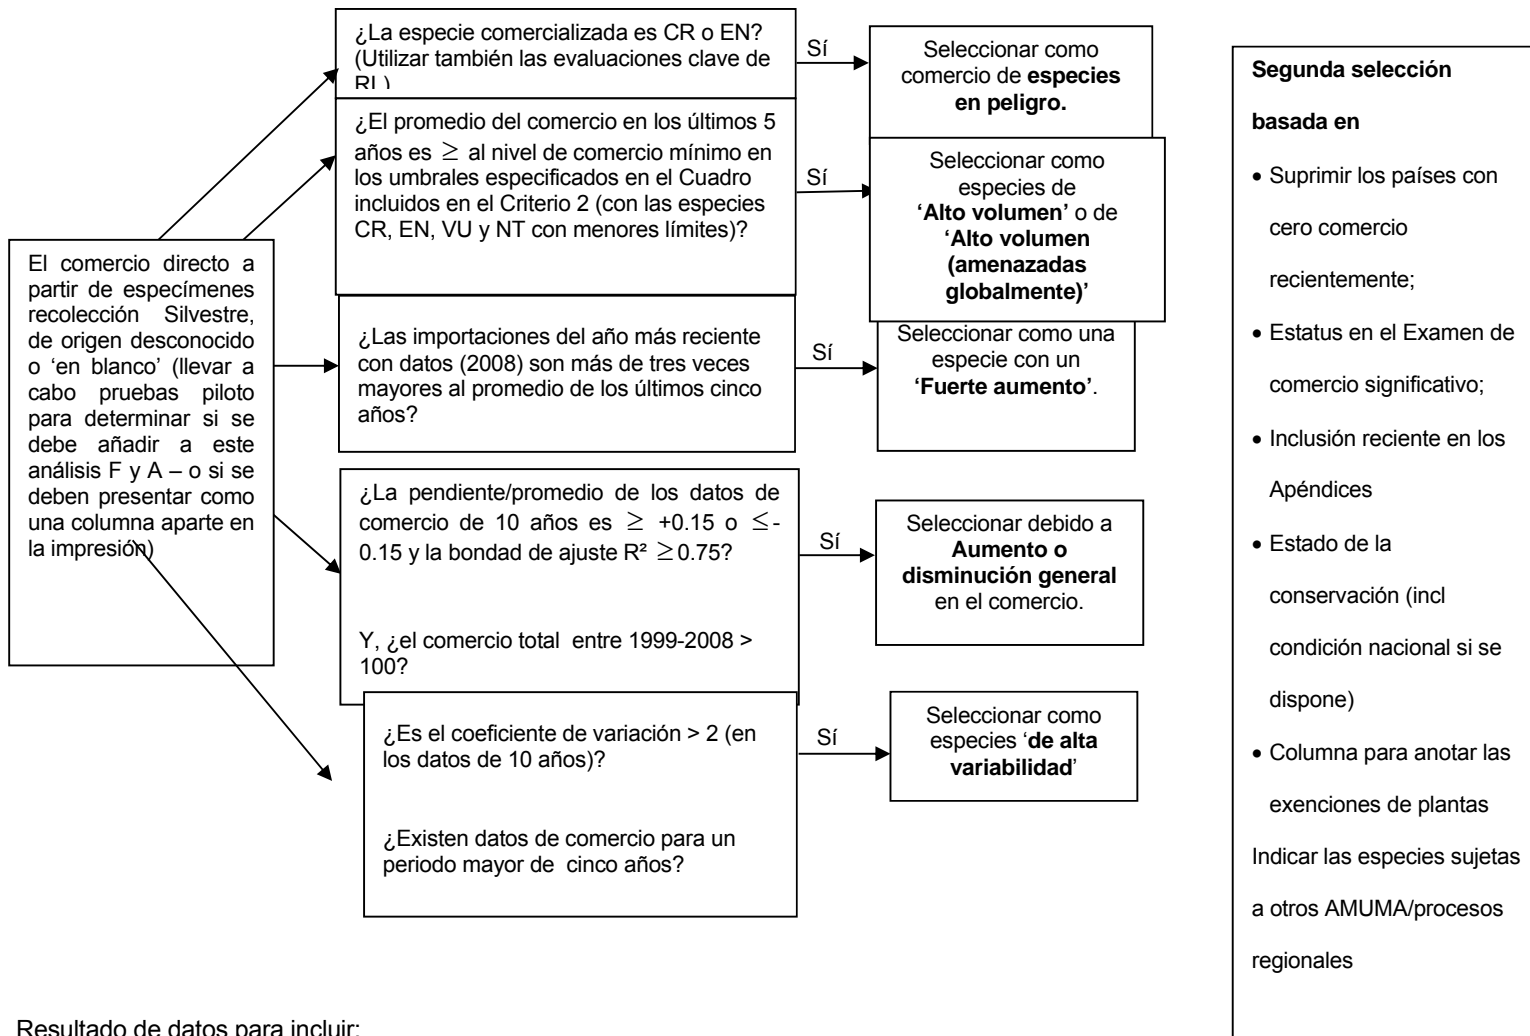 ¿La especie comercializada es CR o EN?
(Utilizar también las evaluaciones clave de
RL)
Sí
Seleccionar como
comercio de especies
en peligro.
¿El promedio del comercio en los últimos 5
años es ≥ al nivel de comercio mínimo en
los umbrales especificados en el Cuadro
incluidos en el Criterio 2 (con las especies
CR, EN, VU y NT con menores límites)?
Sí
Seleccionar como
especies de
‘Alto volumen’ o de
‘Alto volumen
(amenazadas
globalmente)’
El comercio directo a
partir de especímenes
recolección Silvestre,
de origen desconocido
o ‘en blanco’ (llevar a
cabo pruebas piloto
para determinar si se
debe añadir a este
análisis F y A – o si se
deben presentar como
una columna aparte en
la impresión)
¿Las importaciones del año más reciente
con datos (2008) son más de tres veces
mayores al promedio de los últimos cinco
años?
Sí
Seleccionar como una
especie con un
‘Fuerte aumento’.
¿La pendiente/promedio de los datos de
comercio de 10 años es ≥ +0.15 o ≤-
0.15 y la bondad de ajuste R² ≥0.75?
Y, ¿el comercio total entre 1999-2008 >
100?
Sí
Seleccionar debido a
Aumento o
disminución general
en el comercio.
¿Es el coeficiente de variación > 2 (en
los datos de 10 años)?
¿Existen datos de comercio para un
periodo mayor de cinco años?
Sí
Seleccionar como
especies ‘de alta
variabilidad’
Segunda selección
basada en
• Suprimir los países con
cero comercio
recientemente;
• Estatus en el Examen de
comercio significativo;
• Inclusión reciente en los
Apéndices
• Estado de la
conservación (incl
condición nacional si se
dispone)
• Columna para anotar las
exenciones de plantas
Indicar las especies sujetas
a otros AMUMA/procesos
regionales
Resultado de datos para incluir: